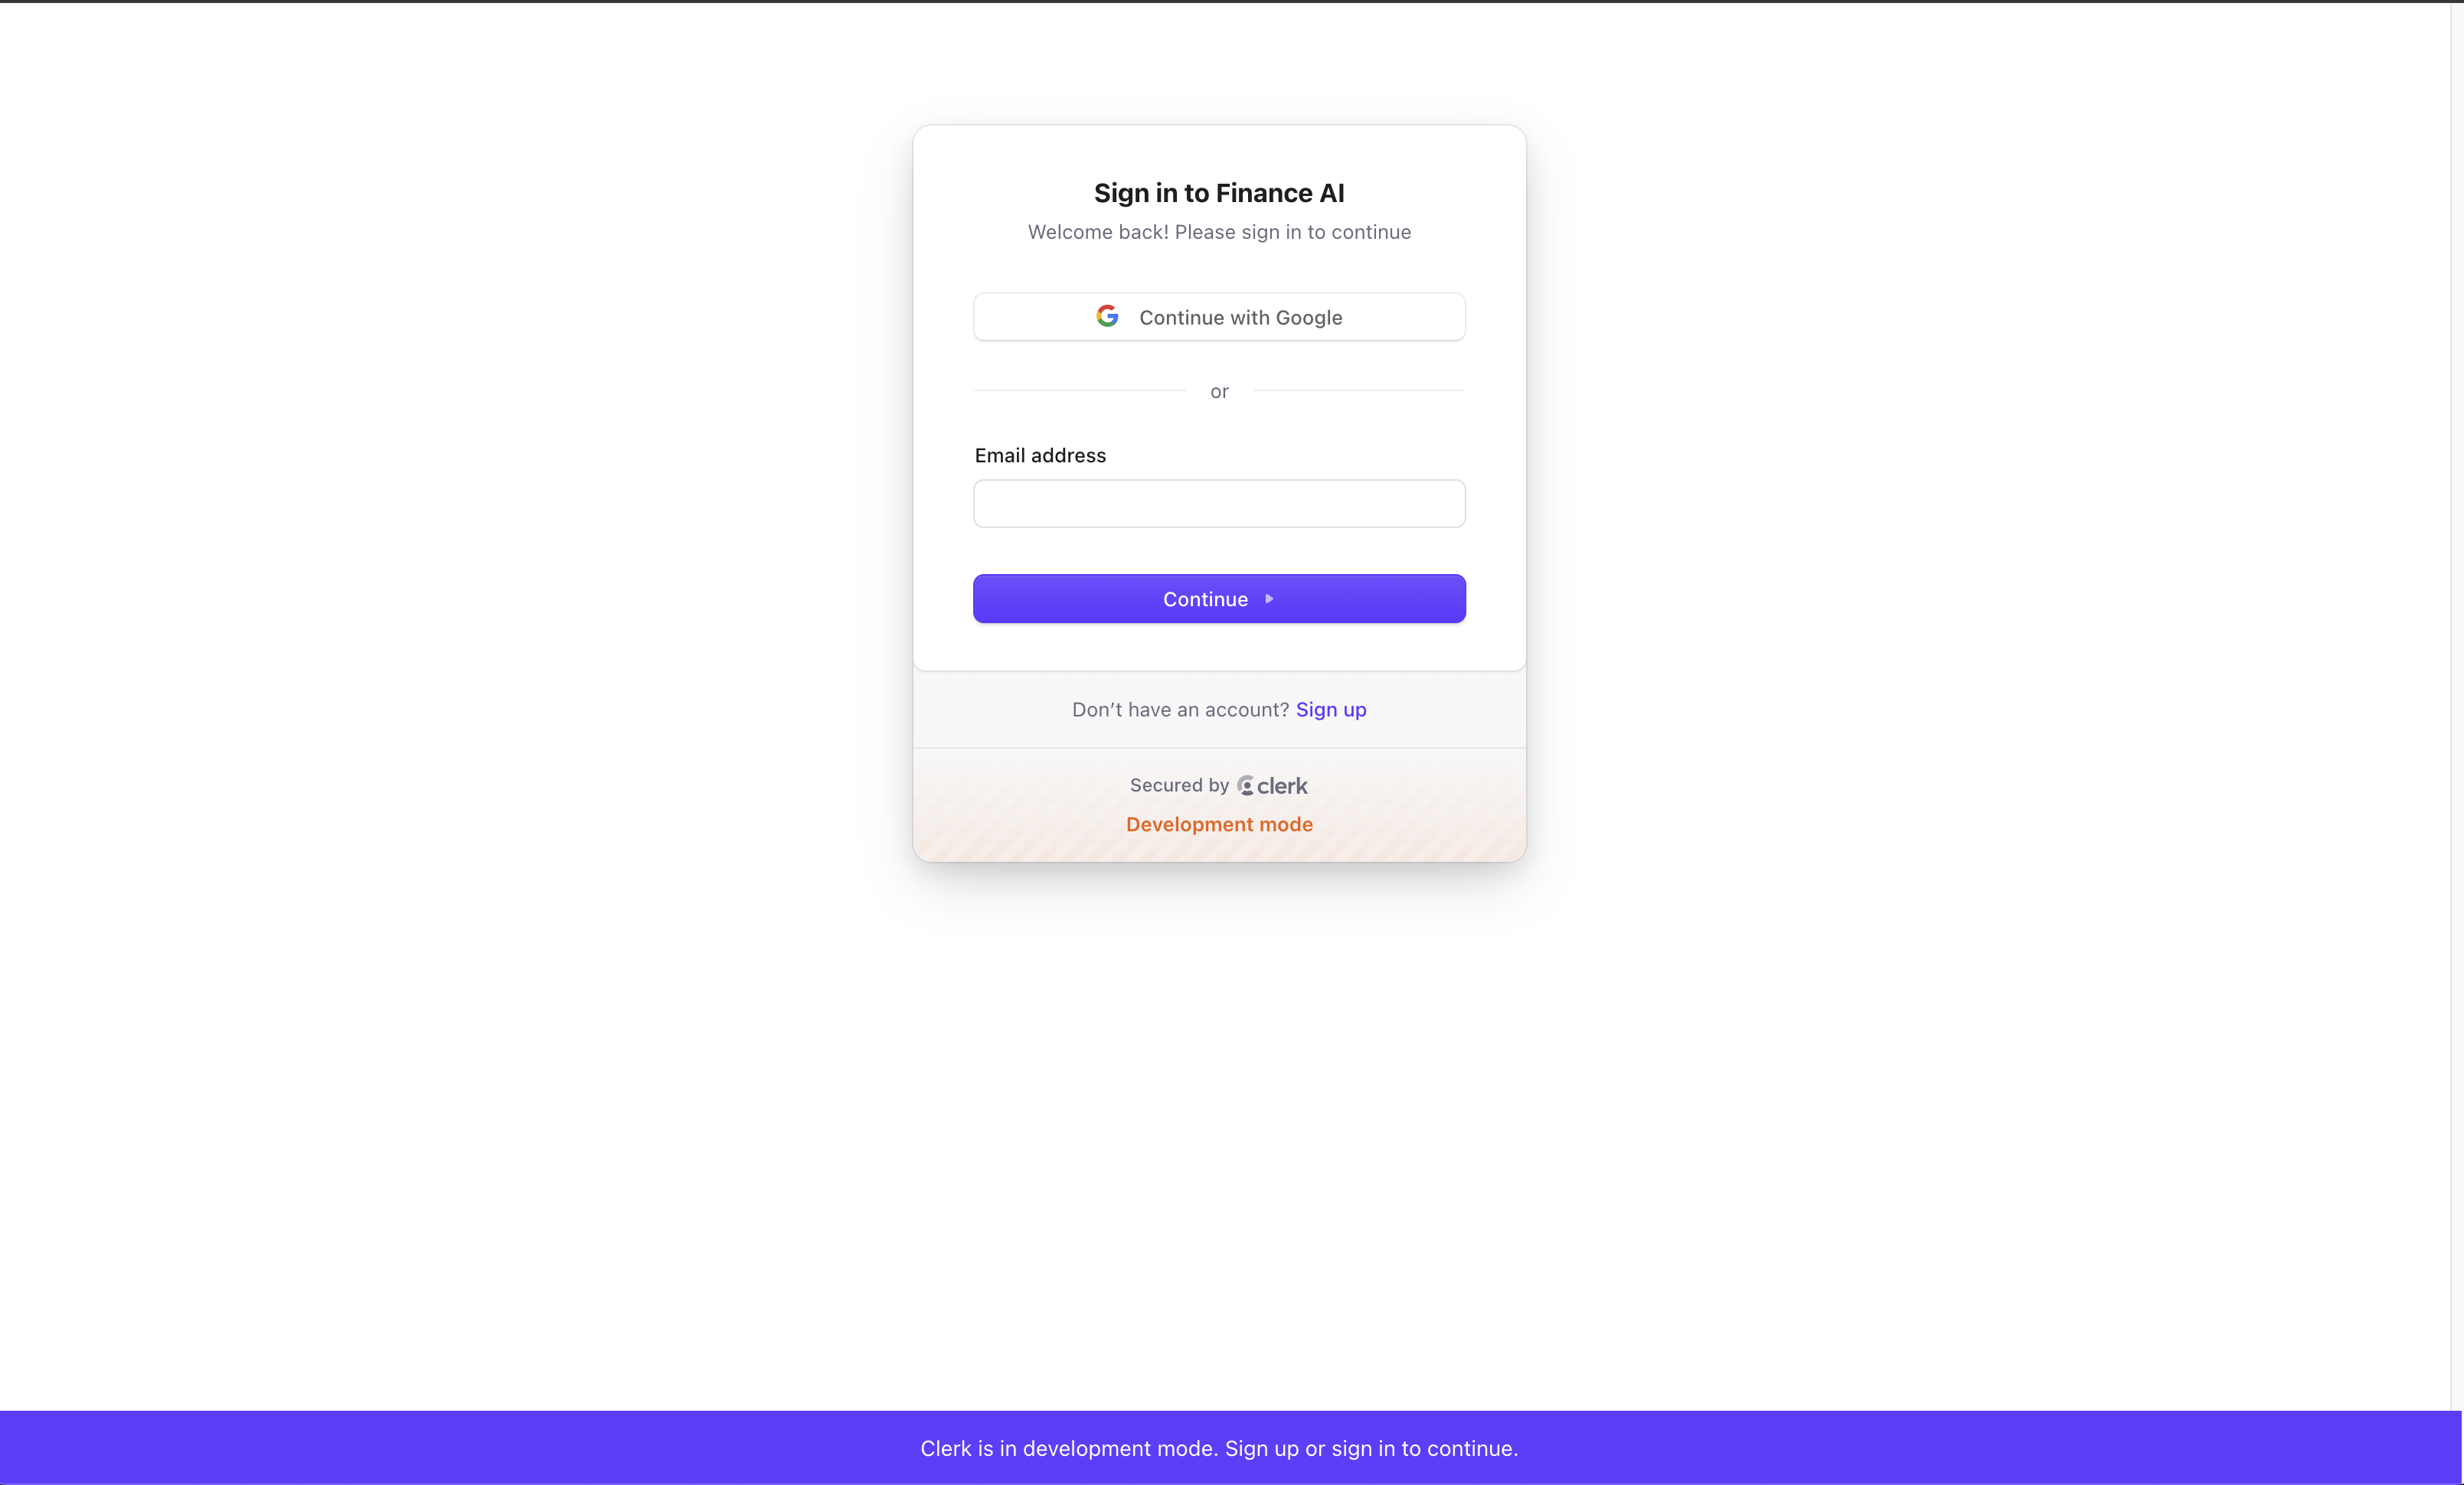 Sign in to Finance AI
Welcome back! Please sign in to continue
Continue with Google
or
Email address
Continue
Don’t have an account? Sign up
Secured by clerk
Development mode
Clerk is in development mode. Sign up or sign in to continue.